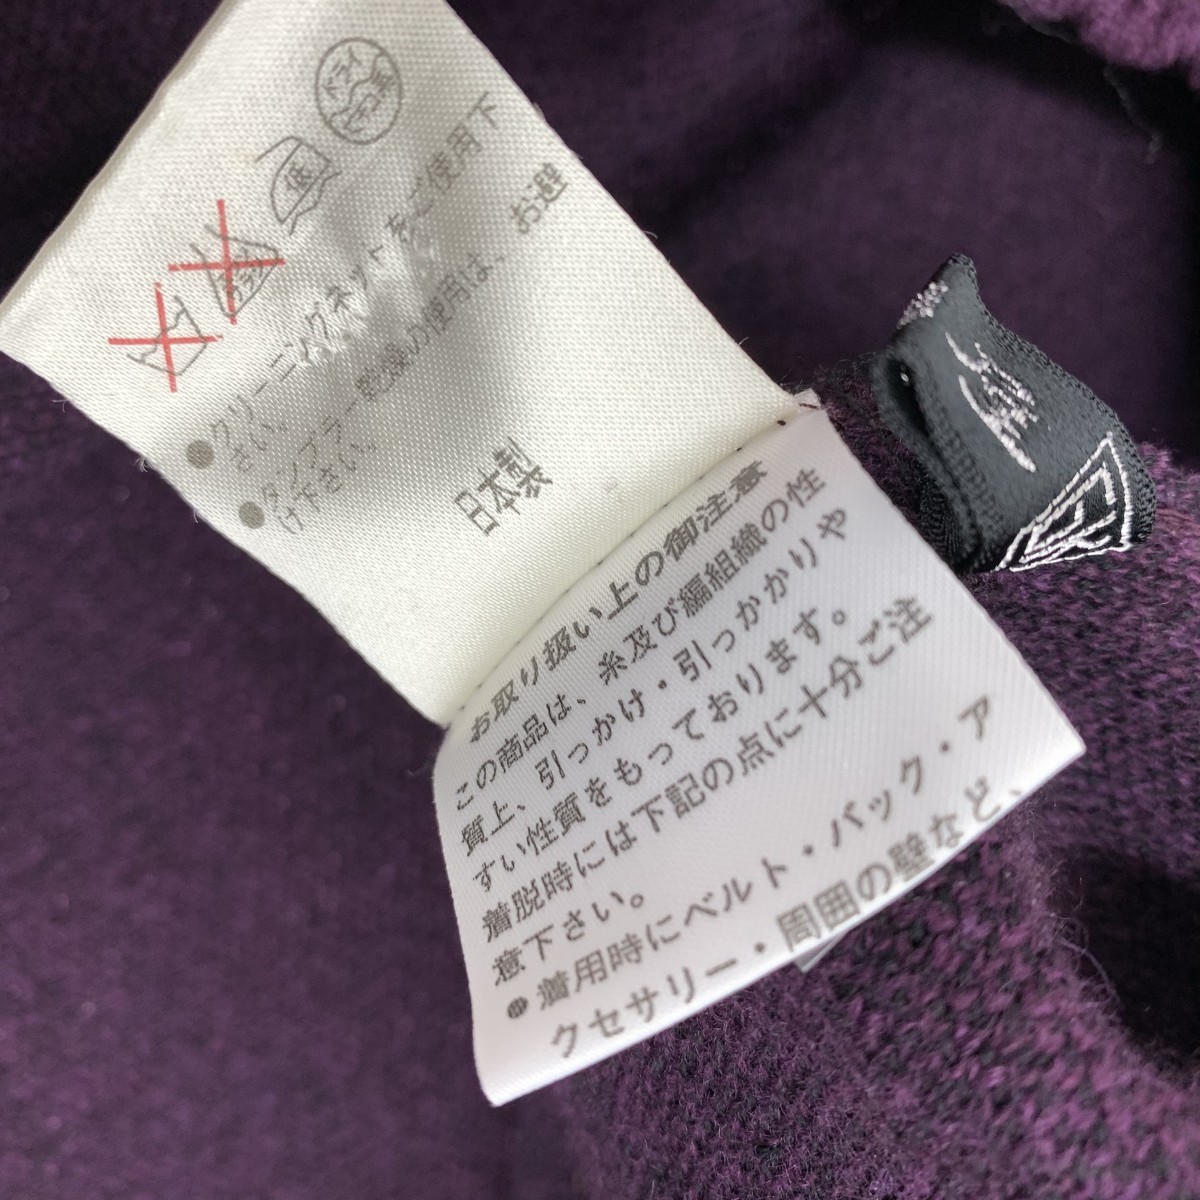 ドライ
低
クリーニングネットをご使用下
さい。
タンブラー乾燥の使用は、お避
け下さい。
日本製
お取り扱い上の御注意
この商品は、糸及び編組織の性
質上、引っかけ・引っかかりや
すい性質をもっております。
着脱時には下記の点に十分ご注
意下さい。
着用時にベルト・バック・ア
クセサリー・周囲の壁など、